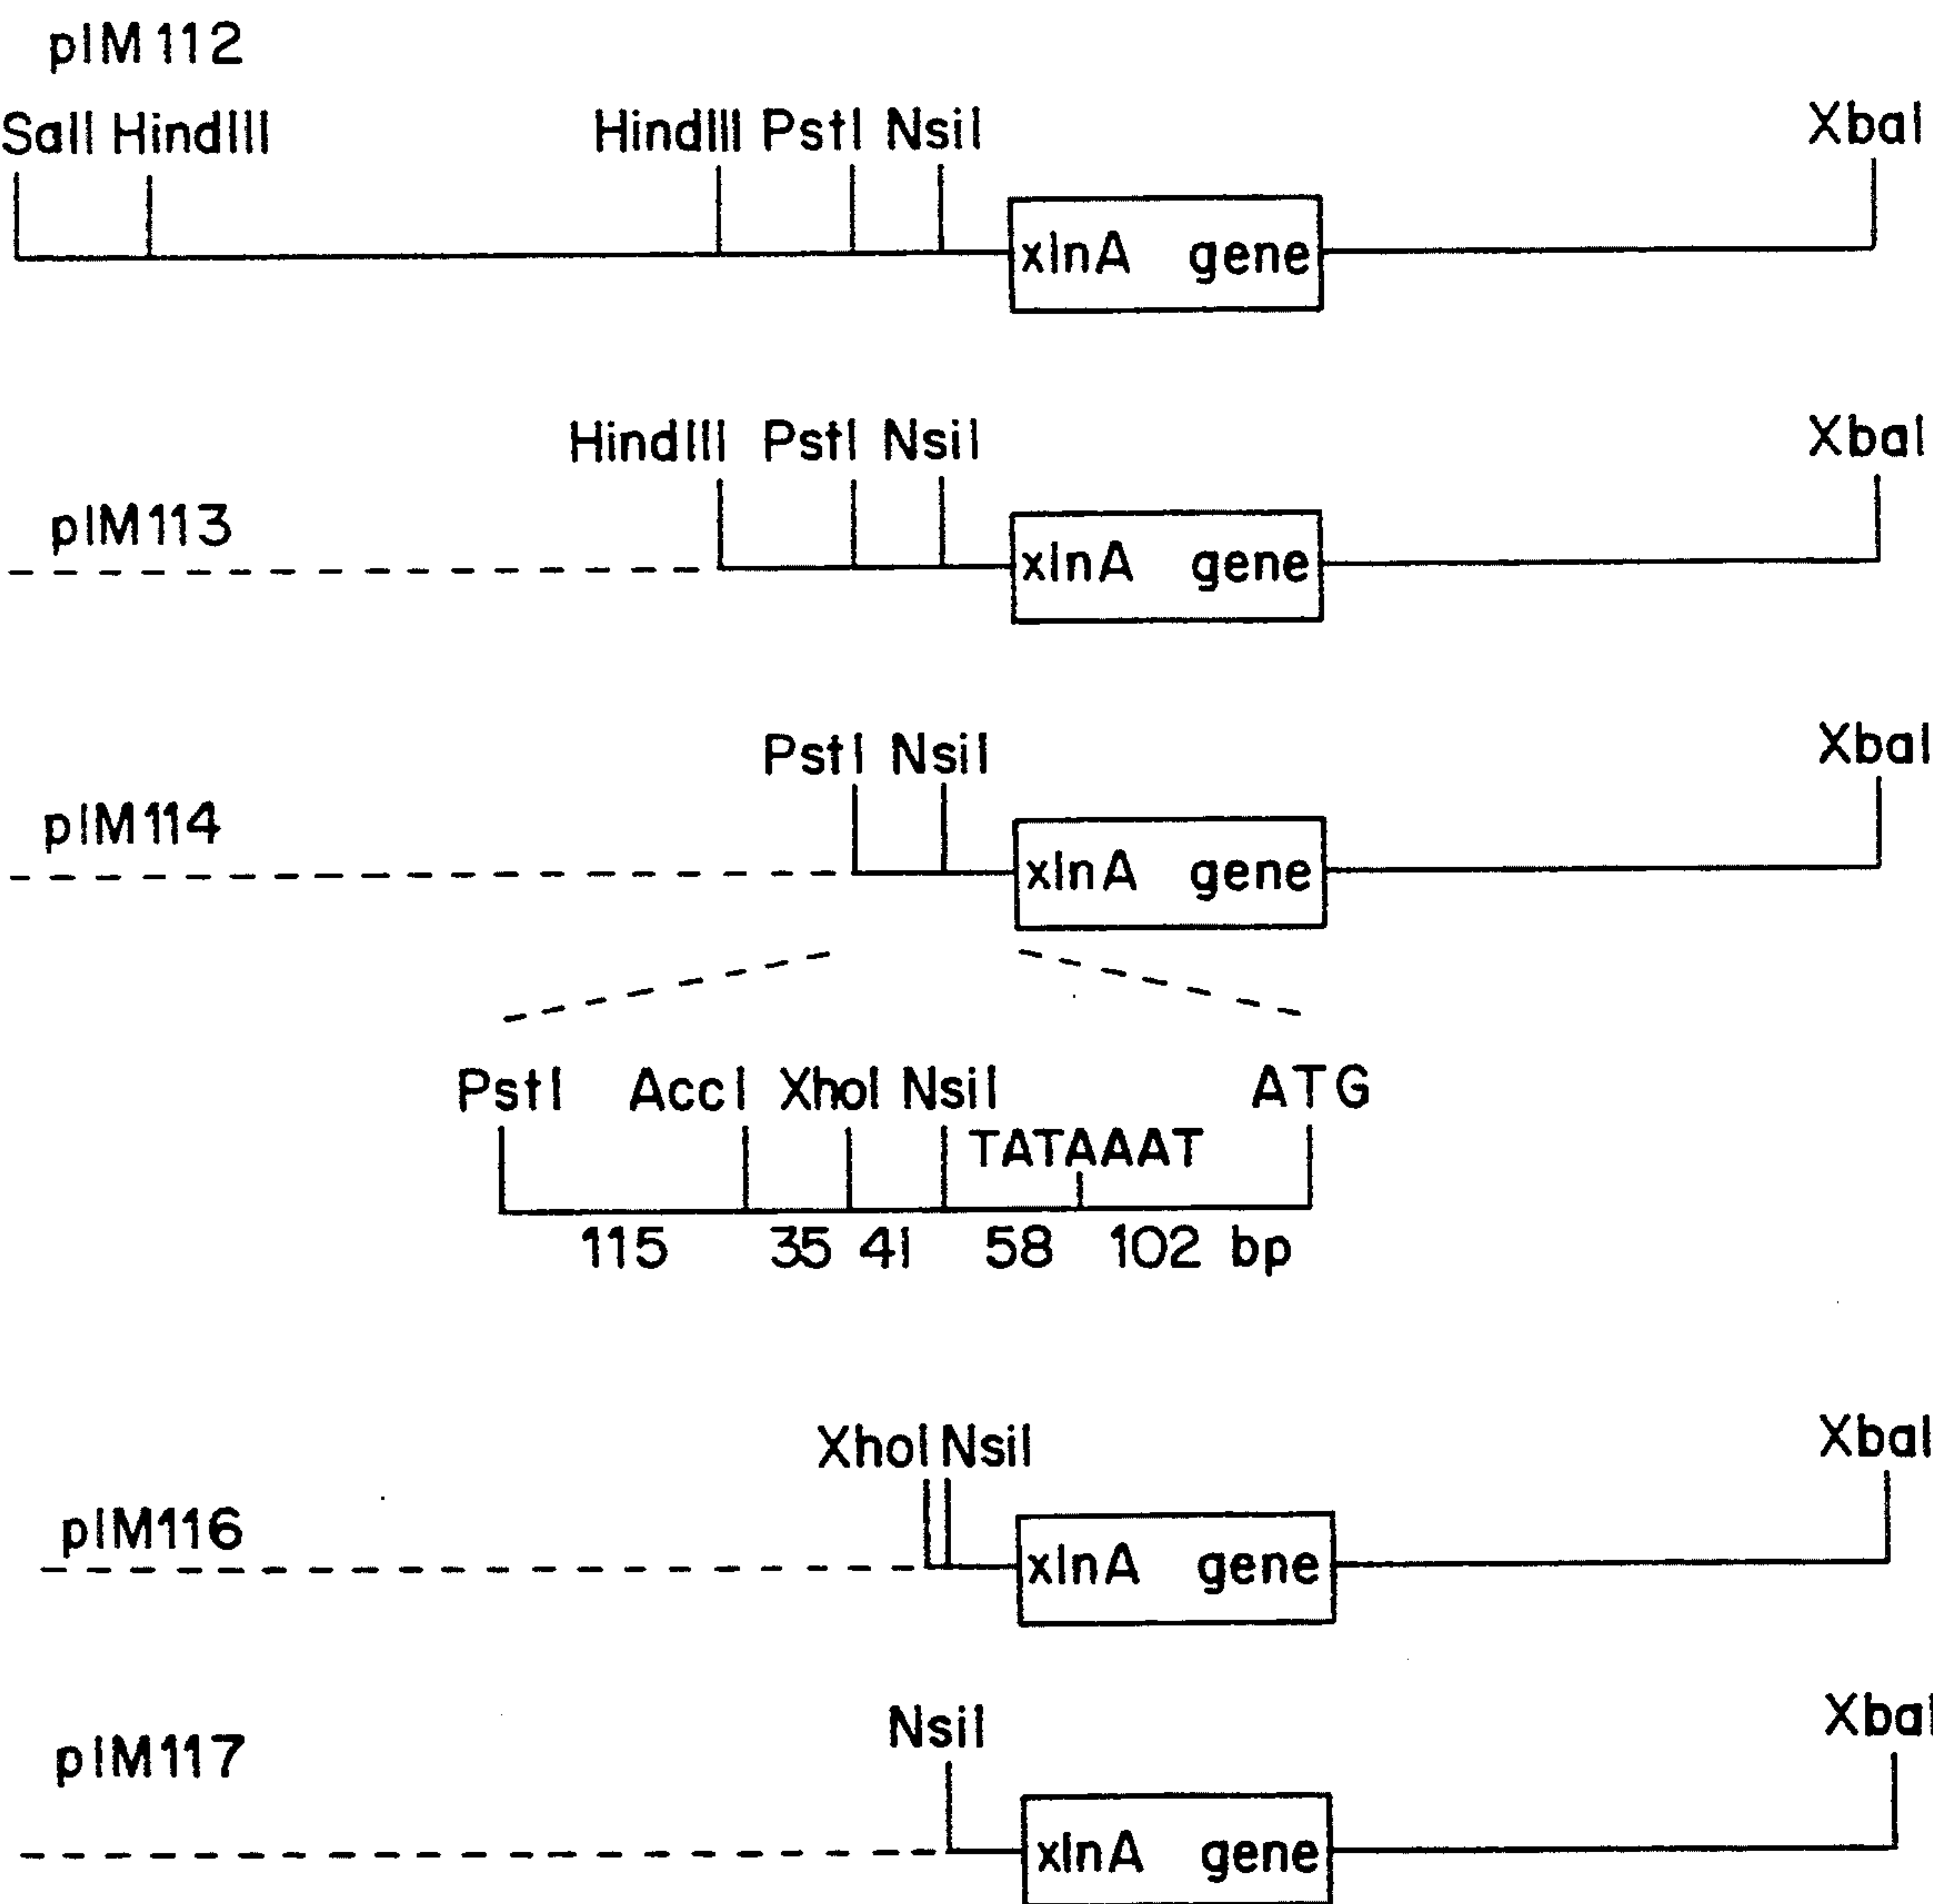 pIM112
SalI HindIII HindIII PstI NsiI XbaI
xlnA gene
HindIII PstI NsiI XbaI
pIM113
xlnA gene
PstI NsiI XbaI
pIM114
xlnA gene
PstI AccI XhoI NsiI ATG
TATAAAT
115 35 41 58 102 bp
XhoI NsiI XbaI
pIM116
xlnA gene
NsiI XbaI
pIM117
xlnA gene